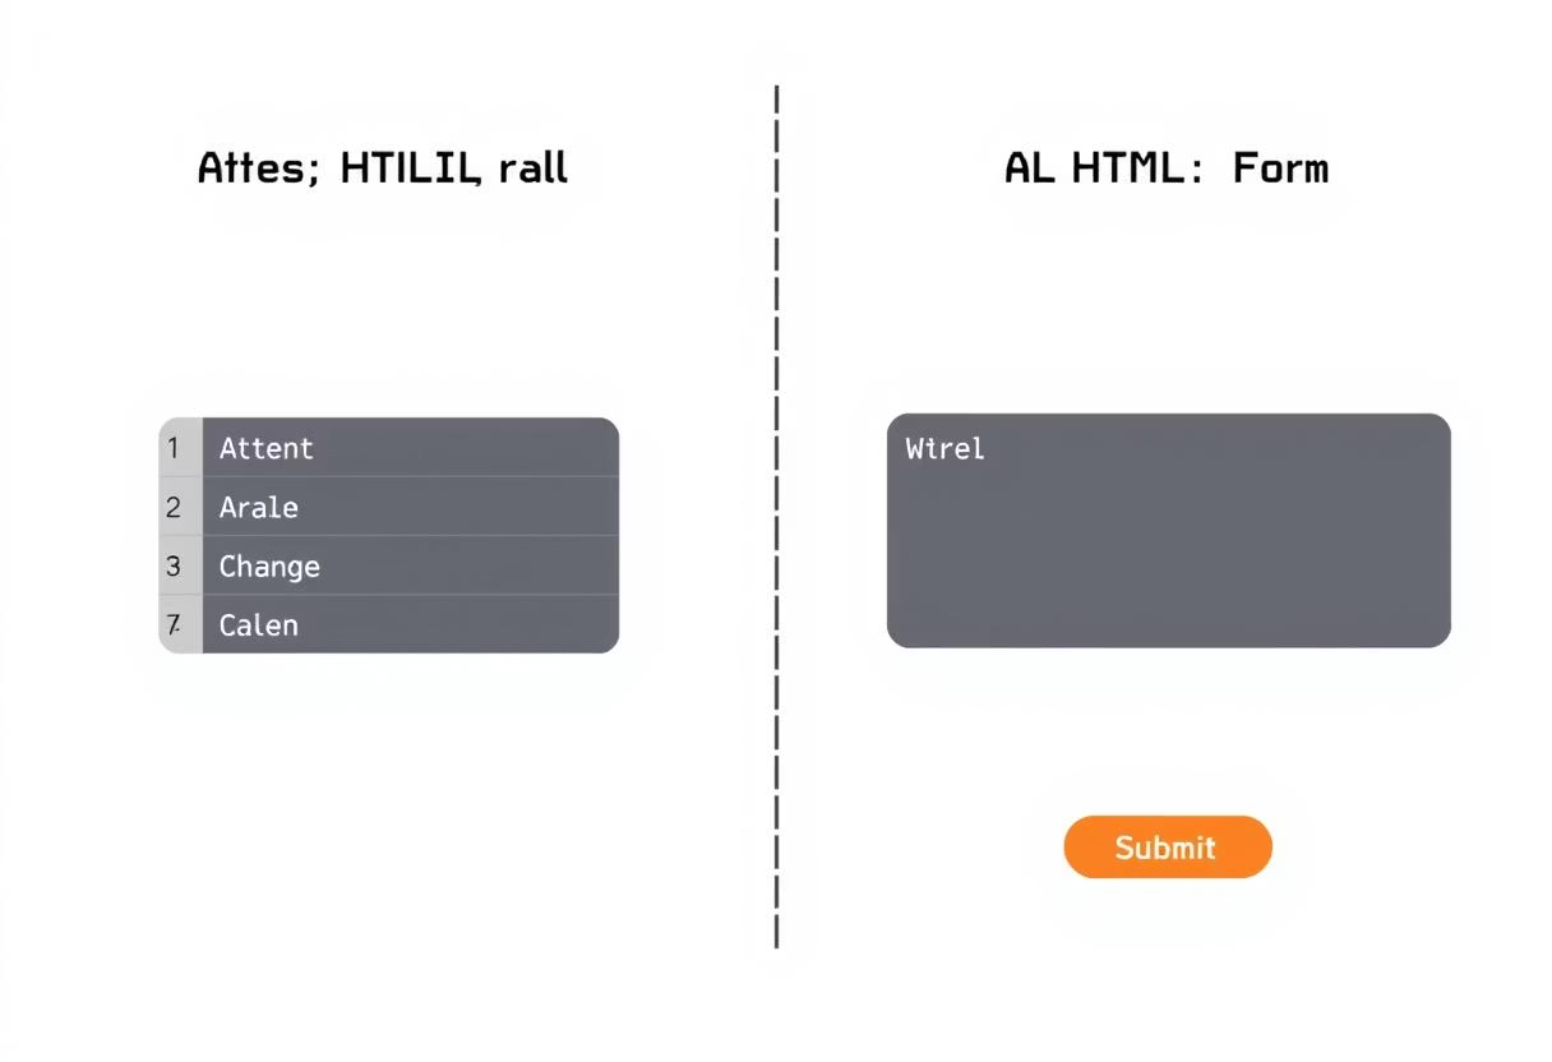 Attes; HTILIL, rall
1 Attent
2 Arale
3 Change
7 Calen
AL HTML: Form
Wirel
Submit